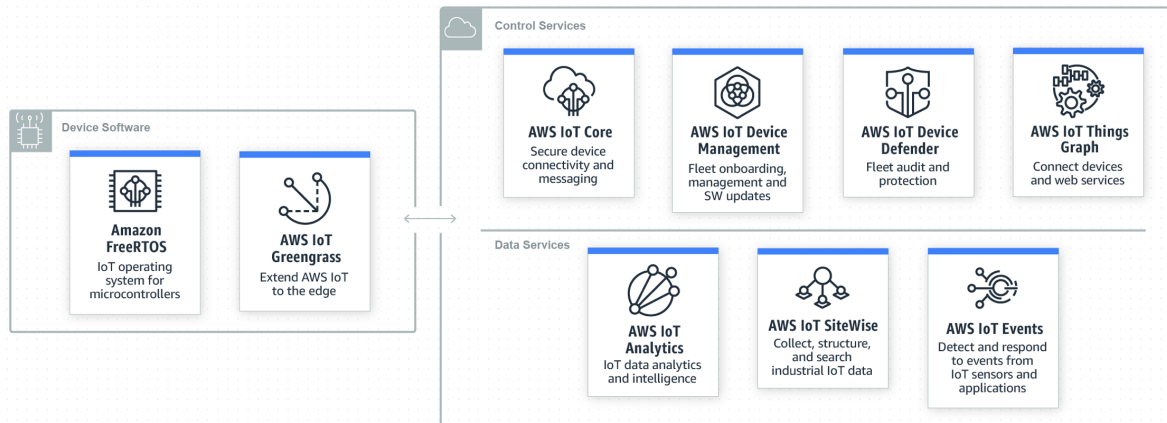 Device Software
Amazon
FreeRTOS
IoT operating
system for
microcontrollers
AWS IoT
Greengrass
Extend AWS IoT
to the edge
Control Services
AWS IoT Core
Secure device
connectivity and
messaging
AWS IoT Device
Management
Fleet onboarding,
management and
SW updates
AWS IoT Device
Defender
Fleet audit and
protection
AWS IoT Things
Graph
Connect devices
and web services
Data Services
AWS IoT
Analytics
IoT data analytics
and intelligence
AWS IoT SiteWise
Collect, structure,
and search
industrial IoT data
AWS IoT Events
Detect and respond
to events from
IoT sensors and
applications